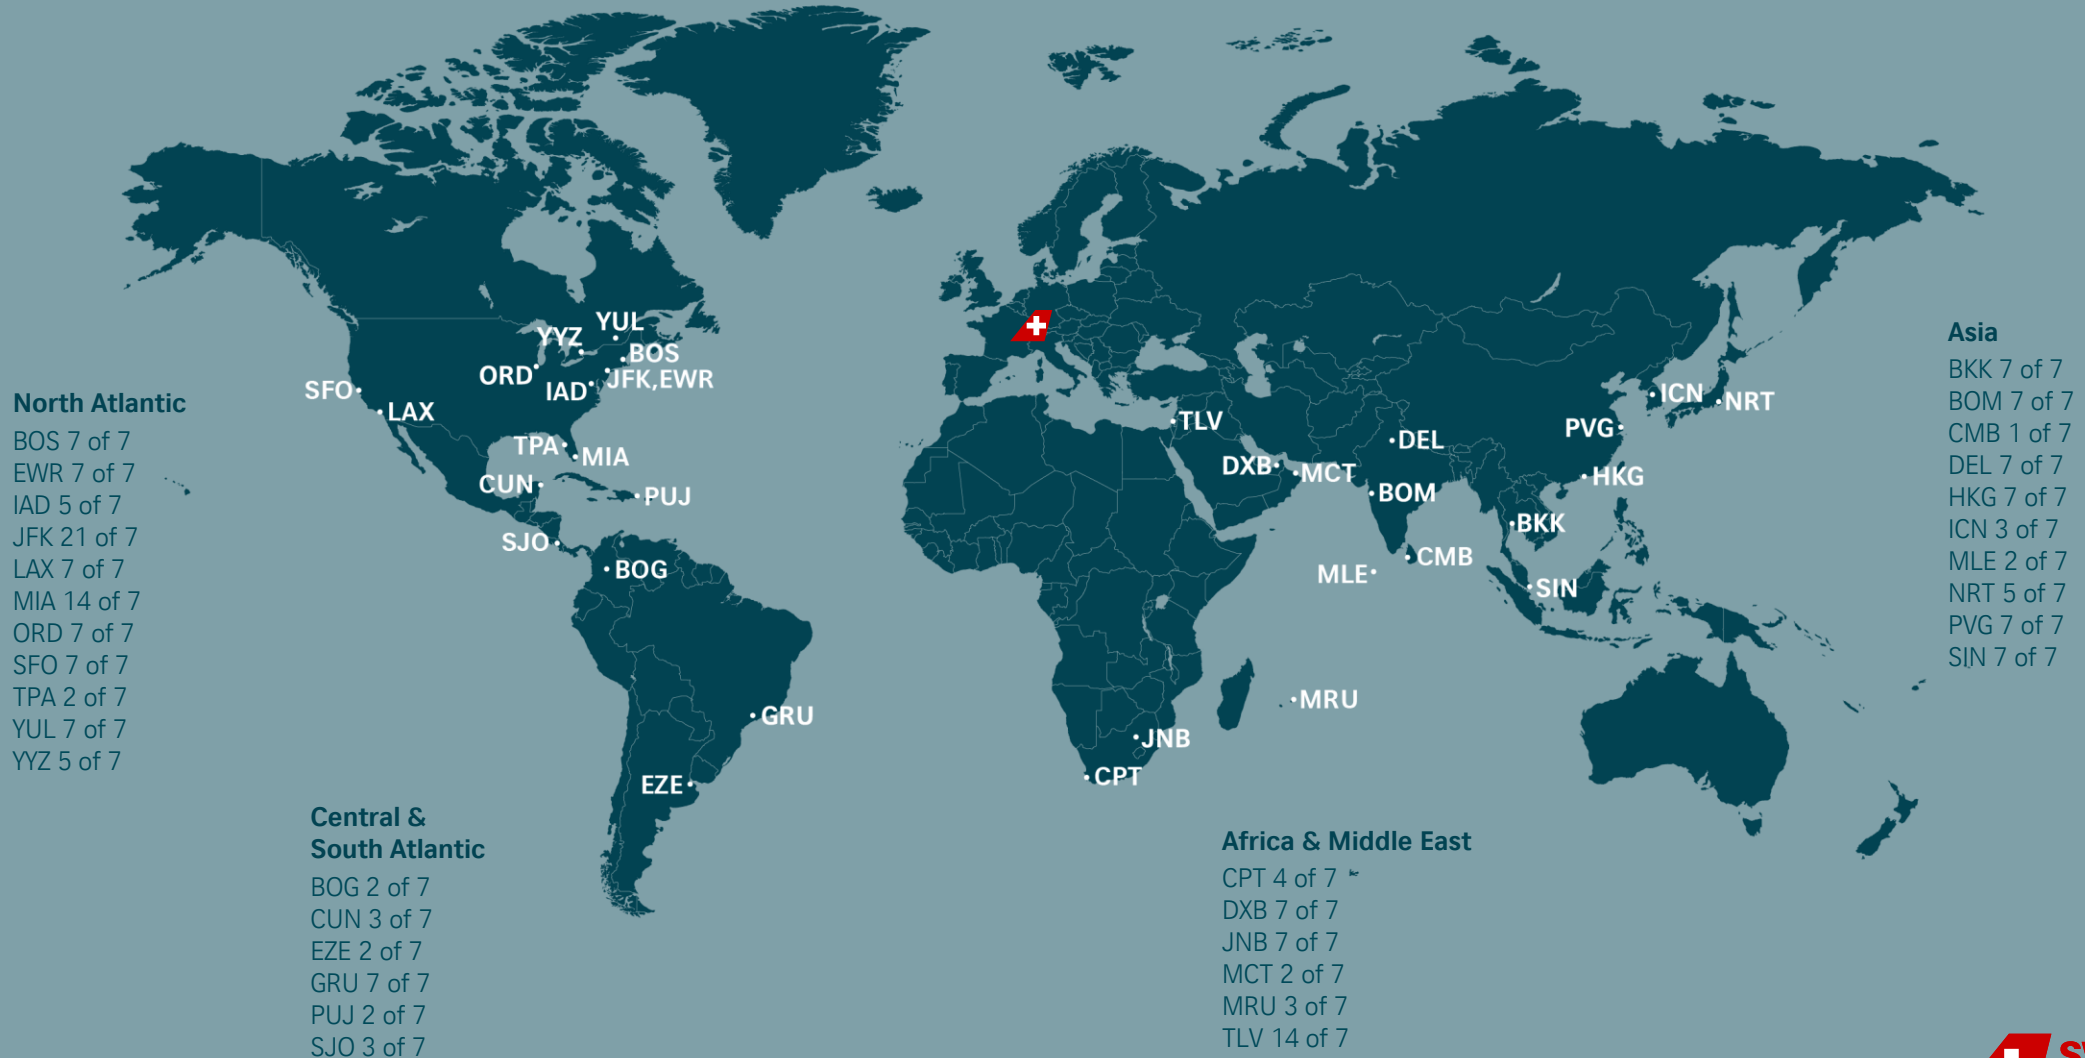 YUL
YYZ
BOS
ORD
JFK,EWR
IAD
SFO
LAX
TPA
MIA
CUN
PUJ
SJO
BOG
GRU
EZE
TLV
DXB
MCT
DEL
BOM
MLE
CMB
BKK
SIN
HKG
PVG
ICN
NRT
MRU
JNB
CPT
North Atlantic
BOS 7 of 7
EWR 7 of 7
IAD 5 of 7
JFK 21 of 7
LAX 7 of 7
MIA 14 of 7
ORD 7 of 7
SFO 7 of 7
TPA 2 of 7
YUL 7 of 7
YYZ 5 of 7
Central &
South Atlantic
BOG 2 of 7
CUN 3 of 7
EZE 2 of 7
GRU 7 of 7
PUJ 2 of 7
SJO 3 of 7
Africa & Middle East
CPT 4 of 7
DXB 7 of 7
JNB 7 of 7
MCT 2 of 7
MRU 3 of 7
TLV 14 of 7
Asia
BKK 7 of 7
BOM 7 of 7
CMB 1 of 7
DEL 7 of 7
HKG 7 of 7
ICN 3 of 7
MLE 2 of 7
NRT 5 of 7
PVG 7 of 7
SIN 7 of 7